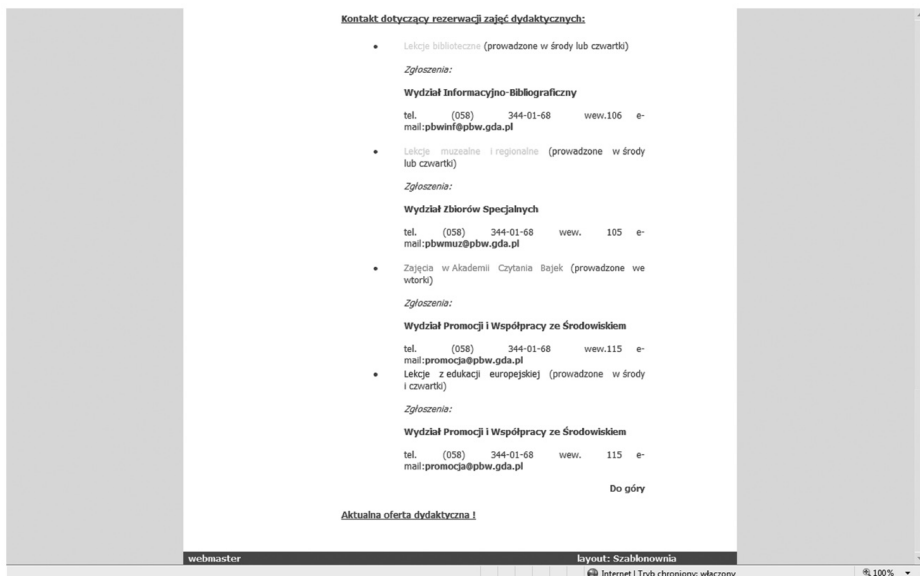 Kontakt dotyczący rezerwacji zajęć dydaktycznych:
• Lekcje biblioteczne (prowadzone w środy lub czwartki)
Zgłoszenia:
Wydział Informacyjno-Bibliograficzny
tel. (058) 344-01-68 wew.106 e-
mail:pbwinf@pbw.gda.pl
• Lekcje muzealne i regionalne (prowadzone w środy
lub czwartki)
Zgłoszenia:
Wydział Zbiorów Specjalnych
tel. (058) 344-01-68 wew. 105 e-
mail:pbwmuz@pbw.gda.pl
• Zajęcia w Akademii Czytania Bajek (prowadzone we
wtorki)
Zgłoszenia:
Wydział Promocji i Współpracy ze Środowiskiem
tel. (058) 344-01-68 wew.115 e-
mail:promocja@pbw.gda.pl
• Lekcje z edukacji europejskiej (prowadzone w środy
i czwartki)
Zgłoszenia:
Wydział Promocji i Współpracy ze Środowiskiem
tel. (058) 344-01-68 wew. 115 e-
mail:promocja@pbw.gda.pl
Do góry
Aktualna oferta dydaktyczna !
webmaster layout: Szablonownia
Internet | Tryb chroniony: włączony 100%